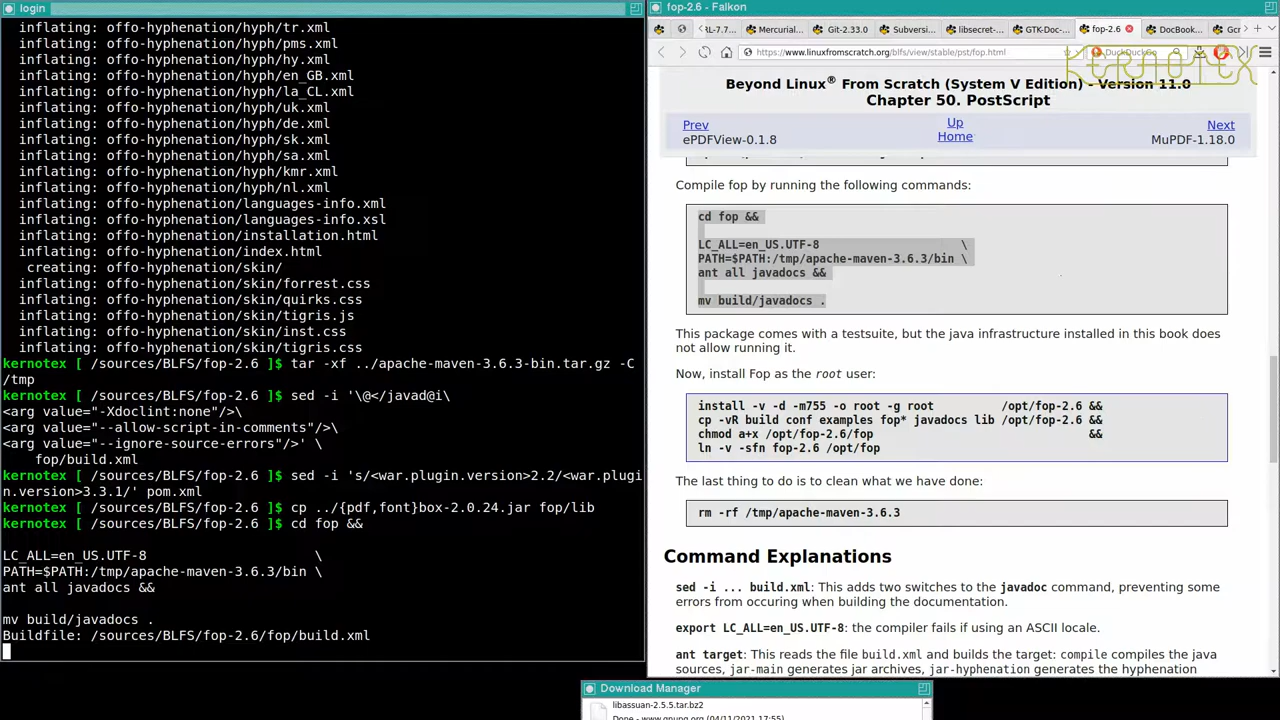 login
inflating: offo-hyphenation/hyph/tr.xml
inflating: offo-hyphenation/hyph/pms.xml
inflating: offo-hyphenation/hyph/hy.xml
inflating: offo-hyphenation/hyph/en_GB.xml
inflating: offo-hyphenation/hyph/la_CL.xml
inflating: offo-hyphenation/hyph/uk.xml
inflating: offo-hyphenation/hyph/de.xml
inflating: offo-hyphenation/hyph/sk.xml
inflating: offo-hyphenation/hyph/sa.xml
inflating: offo-hyphenation/hyph/kmr.xml
inflating: offo-hyphenation/hyph/nl.xml
inflating: offo-hyphenation/languages-info.xml
inflating: offo-hyphenation/languages-info.xsl
inflating: offo-hyphenation/installation.html
inflating: offo-hyphenation/index.html
creating: offo-hyphenation/skin/
inflating: offo-hyphenation/skin/forrest.css
inflating: offo-hyphenation/skin/quirks.css
inflating: offo-hyphenation/skin/tigris.js
inflating: offo-hyphenation/skin/inst.css
inflating: offo-hyphenation/skin/tigris.css
kernotex [ /sources/BLFS/fop-2.6 ]$ tar -xf ../apache-maven-3.6.3-bin.tar.gz -C
/tmp
kernotex [ /sources/BLFS/fop-2.6 ]$ sed -i '\@</javad@i\
<arg value="-Xdoclint:none"/>\
<arg value="--allow-script-in-comments"/>\
<arg value="--ignore-source-errors"/>' \
fop/build.xml
kernotex [ /sources/BLFS/fop-2.6 ]$ sed -i 's/<war.plugin.version>2.2/<war.plugi
n.version>3.3.1/' pom.xml
kernotex [ /sources/BLFS/fop-2.6 ]$ cp ../{pdf,font}box-2.0.24.jar fop/lib
kernotex [ /sources/BLFS/fop-2.6 ]$ cd fop &&
LC_ALL=en_US.UTF-8 \
PATH=$PATH:/tmp/apache-maven-3.6.3/bin \
ant all javadocs &&
mv build/javadocs .
Buildfile: /sources/BLFS/fop-2.6/fop/build.xml
fop-2.6 - Falkon
RL-7.7... Mercurial... Git-2.33.0 Subversi... libsecret-... GTK-Doc-... fop-2.6 DocBook...
https://www.linuxfromscratch.org/blfs/view/stable/pst/fop.html DuckDuckGo
KERNOTEX
Beyond Linux® From Scratch (System V Edition) - Version 11.0
Chapter 50. PostScript
Prev Up Next
ePDFView-0.1.8 Home MuPDF-1.18.0
Compile fop by running the following commands:
cd fop &&
LC_ALL=en_US.UTF-8 \
PATH=$PATH:/tmp/apache-maven-3.6.3/bin \
ant all javadocs &&
mv build/javadocs .
This package comes with a testsuite, but the java infrastructure installed in this book does
not allow running it.
Now, install Fop as the root user:
install -v -d -m755 -o root -g root /opt/fop-2.6 &&
cp -vR build conf examples fop* javadocs lib /opt/fop-2.6 &&
chmod a+x /opt/fop-2.6/fop &&
ln -v -sfn fop-2.6 /opt/fop
The last thing to do is to clean what we have done:
rm -rf /tmp/apache-maven-3.6.3
Command Explanations
sed -i ... build.xml: This adds two switches to the javadoc command, preventing some
errors from occuring when building the documentation.
export LC_ALL=en_US.UTF-8: the compiler fails if using an ASCII locale.
ant target: This reads the file build.xml and builds the target: compile compiles the java
sources, jar-main generates jar archives, jar-hyphenation generates the hyphenation
Download Manager
libassuan-2.5.5.tar.bz2
Done - www.gnupg.org (04/11/2021 17:55)